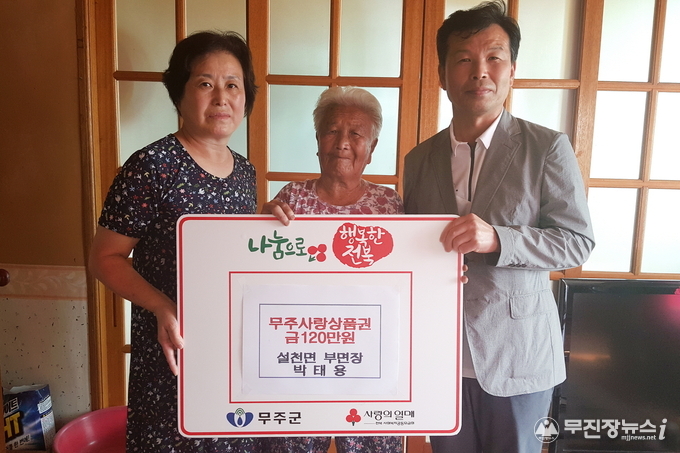 나눔으로
행복한
전북
무주사랑상품권
금120만원
설천면 부면장
박 태 용
무주군
사랑의열매
무진장뉴스i
mjjnews.net